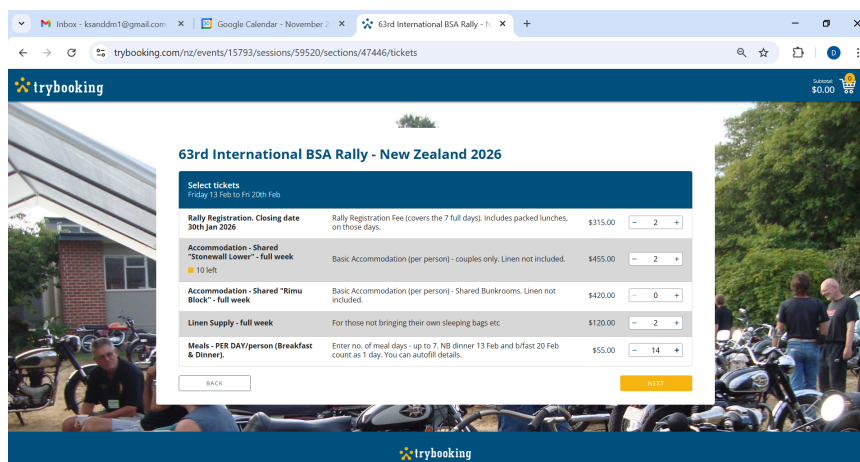 Inbox - ksanddm1@gmail.com
Google Calendar - November 2
63rd International BSA Rally - N
trybooking.com/nz/events/15793/sessions/59520/sections/47446/tickets
D
trybooking
Subtotal
$0.00
0
63rd International BSA Rally - New Zealand 2026
Select tickets
Friday 13 Feb to Fri 20th Feb
Rally Registration. Closing date
30th Jan 2026
Rally Registration Fee (covers the 7 full days). Includes packed lunches,
on those days.
$315.00
− 2 +
Accommodation - Shared
"Stonewall Lower" - full week
10 left
Basic Accommodation (per person) - couples only. Linen not included.
$455.00
− 2 +
Accommodation - Shared "Rimu
Block" - full week
Basic Accommodation (per person) - Shared Bunkrooms. Linen not
included.
$420.00
− 0 +
Linen Supply - full week
For those not bringing their own sleeping bags etc
$120.00
− 2 +
Meals - PER DAY/person (Breakfast
& Dinner).
Enter no. of meal days - up to 7. NB dinner 13 Feb and b/fast 20 Feb
count as 1 day. You can autofill details.
$55.00
− 14 +
BACK
NEXT
trybooking